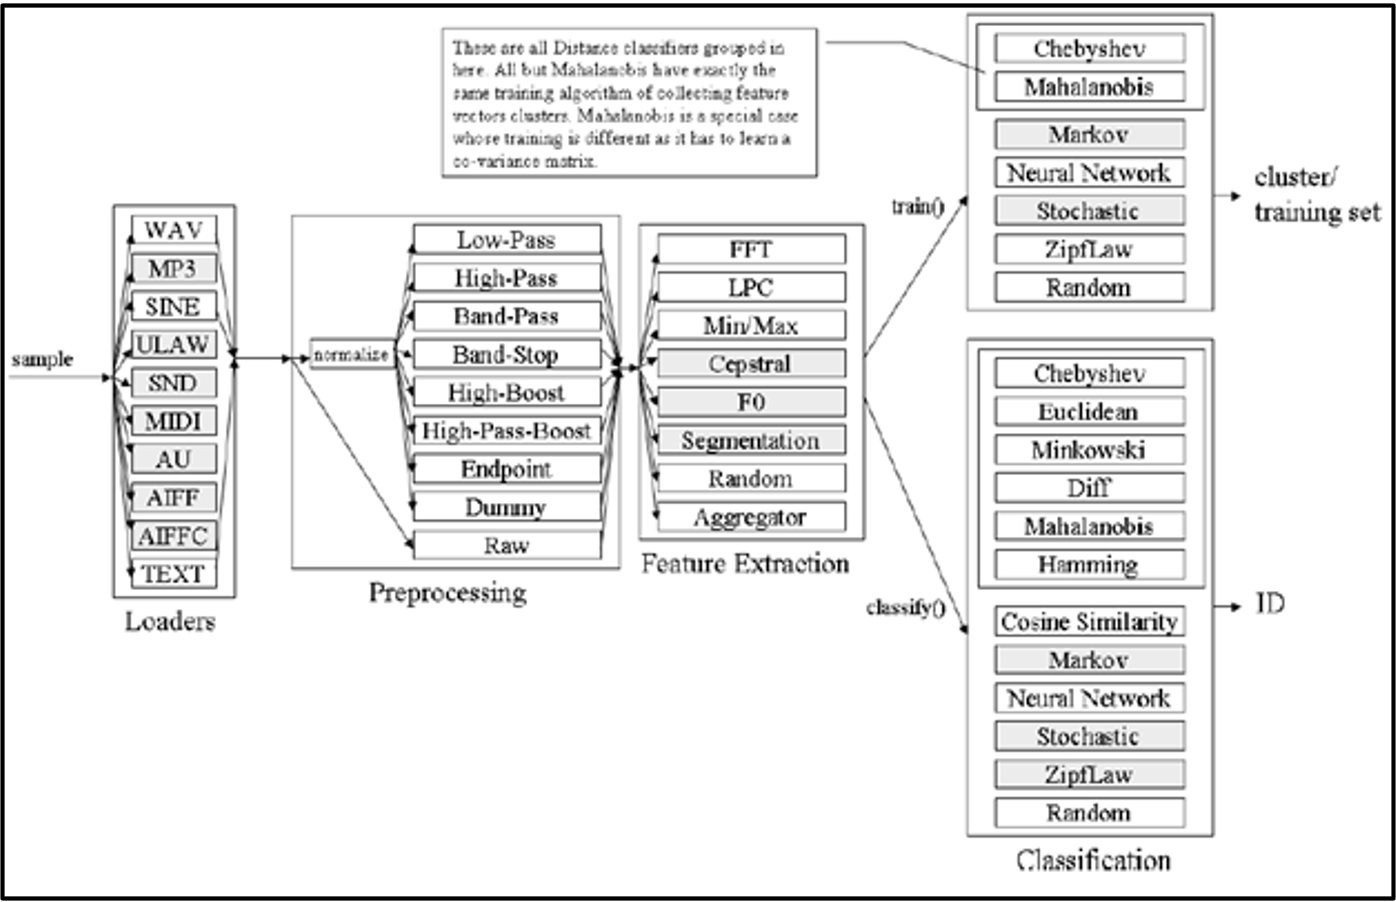 These are all Distance classifiers grouped in
here. All but Mahalanobis have exactly the
same training algorithm of collecting feature
vectors clusters. Mahalanobis is a special case
whose training is different as it has to learn a
co-variance matrix.
sample
WAV
MP3
SINE
ULAW
SND
MIDI
AU
AIFF
AIFFC
TEXT
Loaders
normalize
Low-Pass
High-Pass
Band-Pass
Band-Stop
High-Boost
High-Pass-Boost
Endpoint
Dummy
Raw
Preprocessing
FFT
LPC
Min/Max
Cepstral
F0
Segmentation
Random
Aggregator
Feature Extraction
train()
Chebyshev
Mahalanobis
Markov
Neural Network
Stochastic
ZipfLaw
Random
cluster/
training set
classify()
Chebyshev
Euclidean
Minkowski
Diff
Mahalanobis
Hamming
Cosine Similarity
Markov
Neural Network
Stochastic
ZipfLaw
Random
ID
Classification